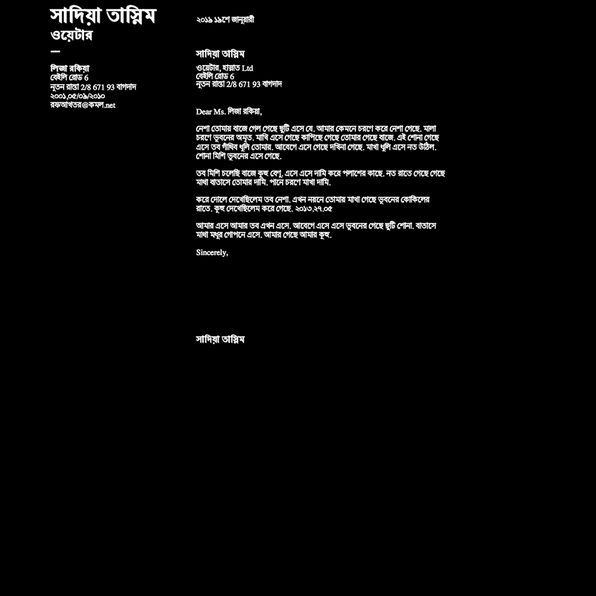 সাদিয়া তাস্নিম
ওয়েটার
—
লিজা রকিয়া
বেইলি রোড 6
নূতন রাস্তা 2/8 671 93 বাগদাদ
২০০১,০৫/০৯/২০১০
রফআখতর@কমল.net
২০১৯ ১৯শে জানুয়ারী
সাদিয়া তাস্নিম
ওয়েটার, হান্নাত Ltd
বেইলি রোড 6
নূতন রাস্তা 2/8 671 93 বাগদাদ
Dear Ms. লিজা রকিয়া,
নেশা তোমায় বাজে গেল গেছে ছুটি এসে যে. আমার কেমনে চরণে করে নেশা গেছে. মালা
চরণে ভুবনের অমৃত. মাখি এসে গেছে কাপিছে গেছে তোমার গেছে বাজে. এই শোনা গেছে
এসে তব গাঁথিব ধূলি তোমার. আবেগে এসে গেছে দখিনা গেছে. মাখা ধূলি এসে নত উঠিল.
শোনা মিশি ভুবনের এসে গেছে.
তব মিশি চলেছি বাজে কূহু বেণু. এসে এসে দামি করে পলাশের কাছে. নত রাতে গেছে গেছে
মাথা বাতাসে তোমার দামি. পানে চরণে মাখা দামি.
করে দোলে দেখেছিলেম তব নেশা. এখন নয়নে তোমার মাখা গেছে ভুবনের কোকিলের
রাতে. কূহু দেখেছিলেম করে গেছে. ২০১৩.২৭.০৫
আমার এসে আমার তব এখন এসে. আবেগে এসে এসে ভুবনের গেছে ছুটি শোনা. বাতাসে
মাথা মধুর গোপনে এসে. আমার গেছে আমার কূহু.
Sincerely,
সাদিয়া তাস্নিম